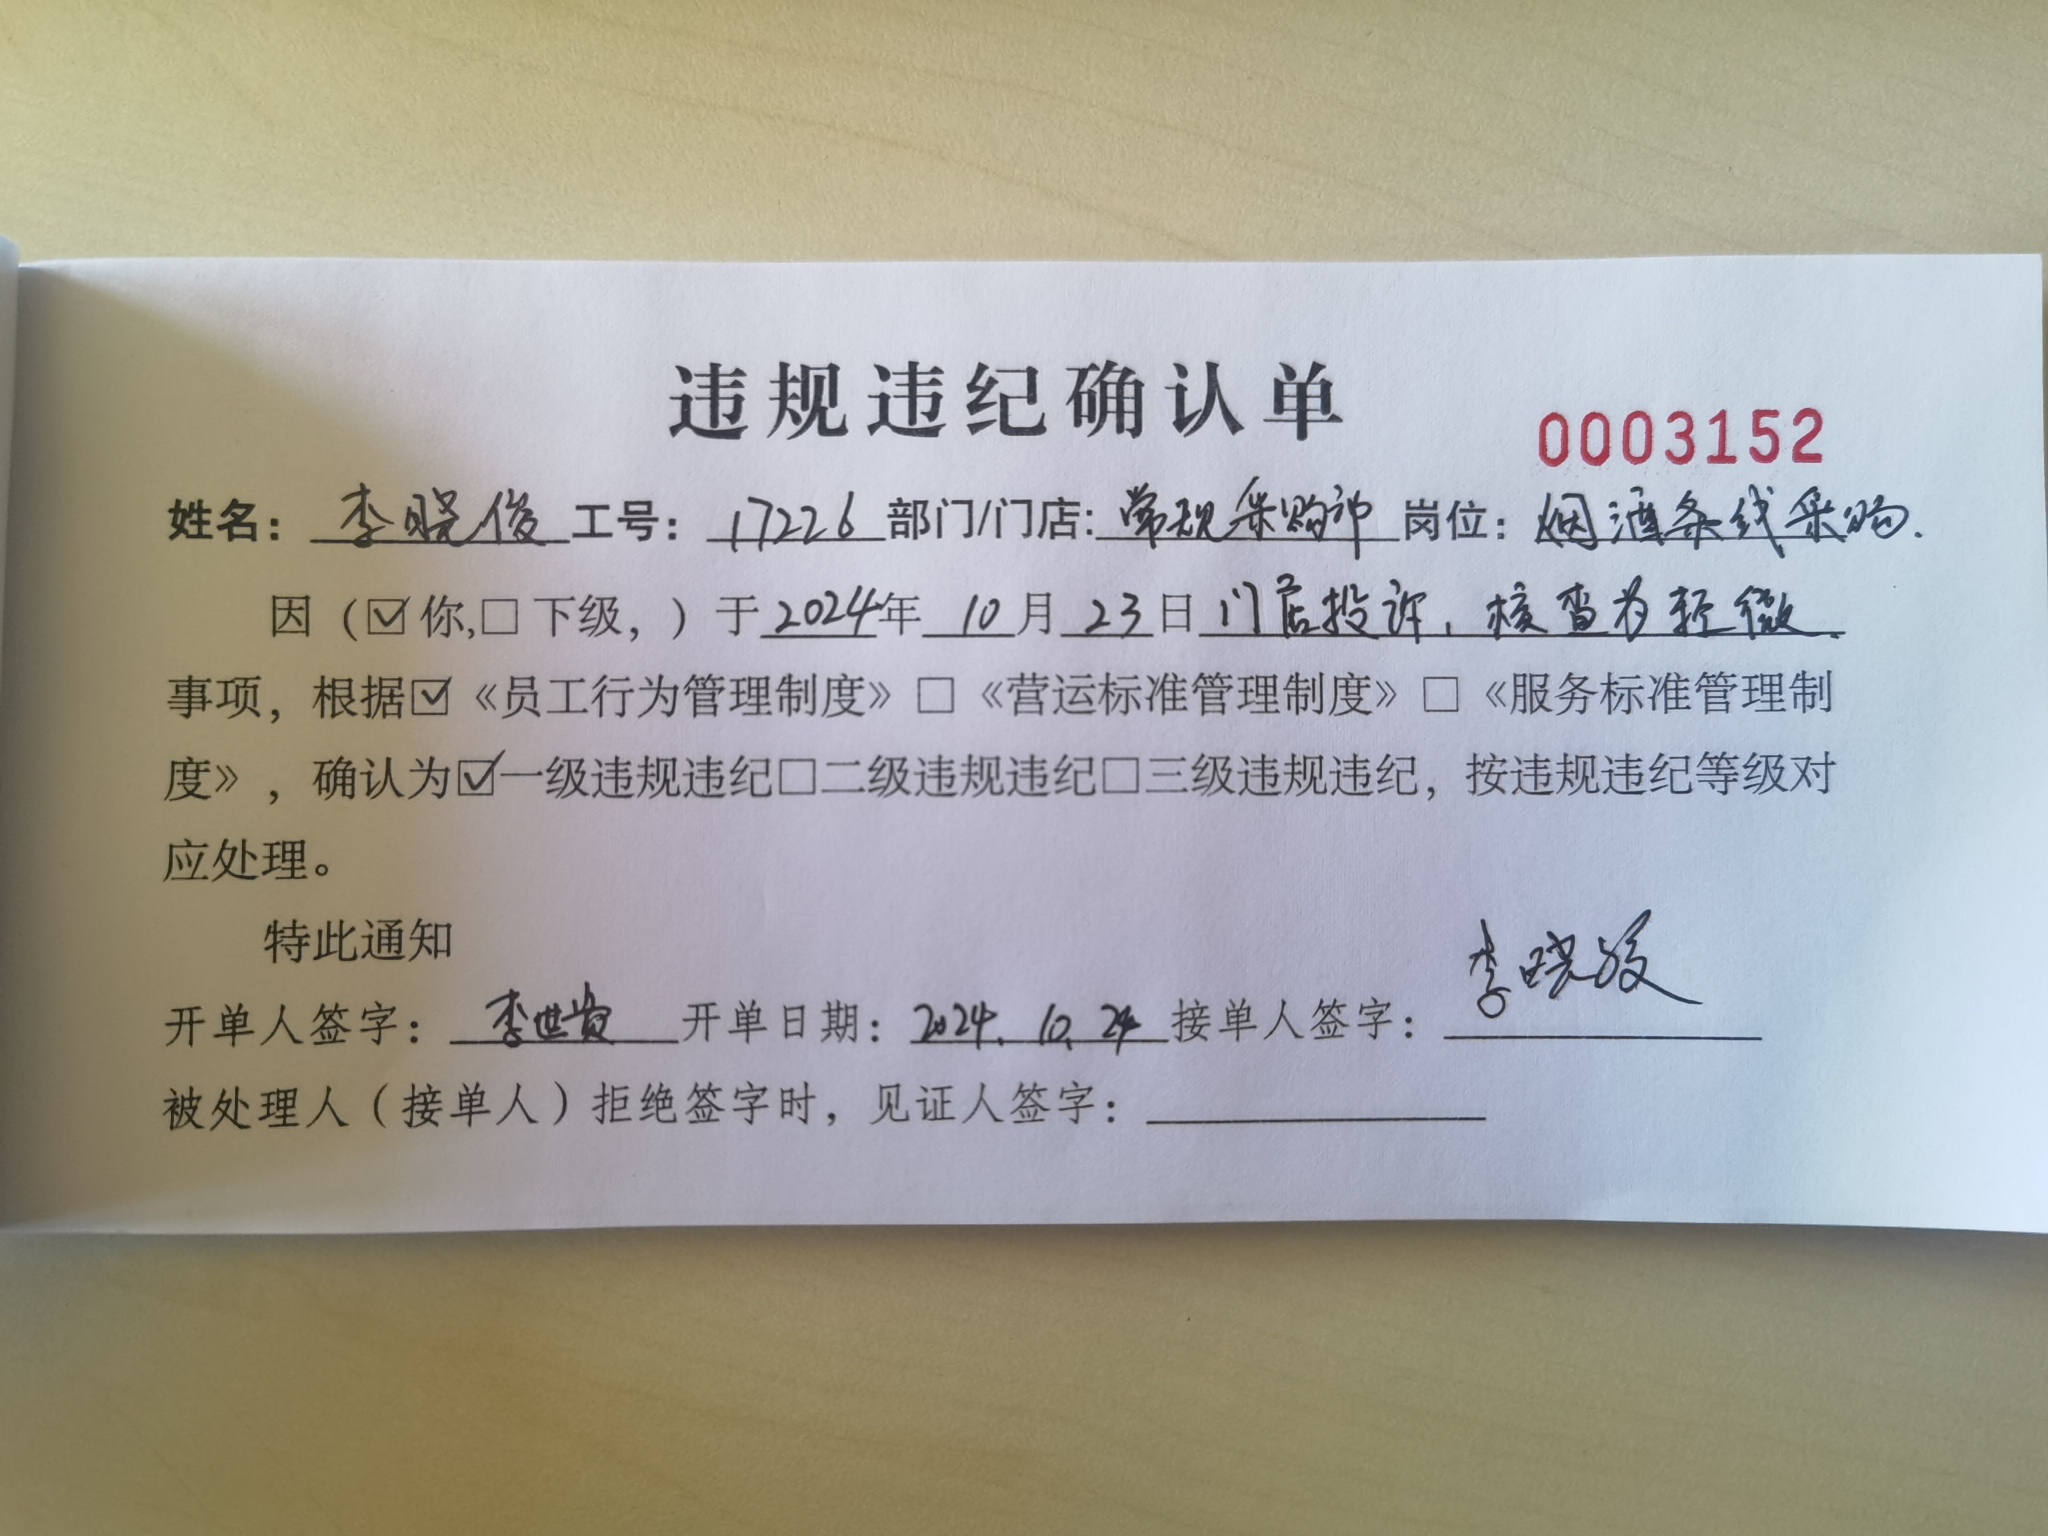 违规违纪确认单
0003152
姓名：李晓俊 工号：17226 部门/门店：常规采购部 岗位：烟酒条线采购.
因（☑你,□下级，）于2024年10月23日门店投诉，核查为轻微.
事项，根据☑《员工行为管理制度》□《营运标准管理制度》□《服务标准管理制
度》，确认为☑一级违规违纪□二级违规违纪□三级违规违纪，按违规违纪等级对
应处理。
特此通知
开单人签字：李世贵 开单日期：2024.10.24 接单人签字：李晓俊
被处理人（接单人）拒绝签字时，见证人签字：